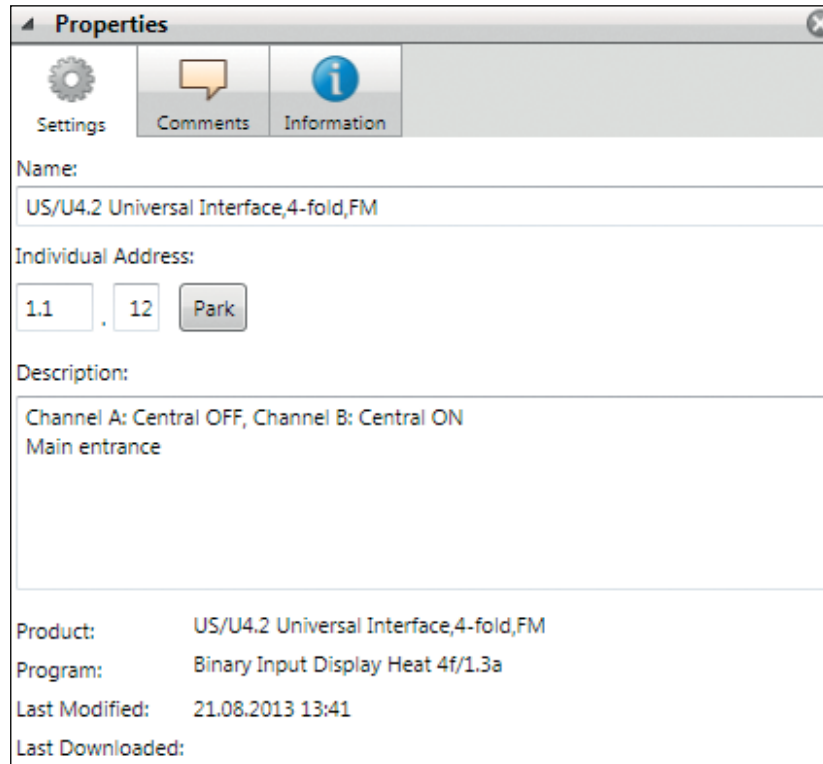 Properties
Settings Comments Information
Name:
US/U4.2 Universal Interface,4-fold,FM
Individual Address:
1.1 . 12 Park
Description:
Channel A: Central OFF, Channel B: Central ON
Main entrance
Product: US/U4.2 Universal Interface,4-fold,FM
Program: Binary Input Display Heat 4f/1.3a
Last Modified: 21.08.2013 13:41
Last Downloaded: